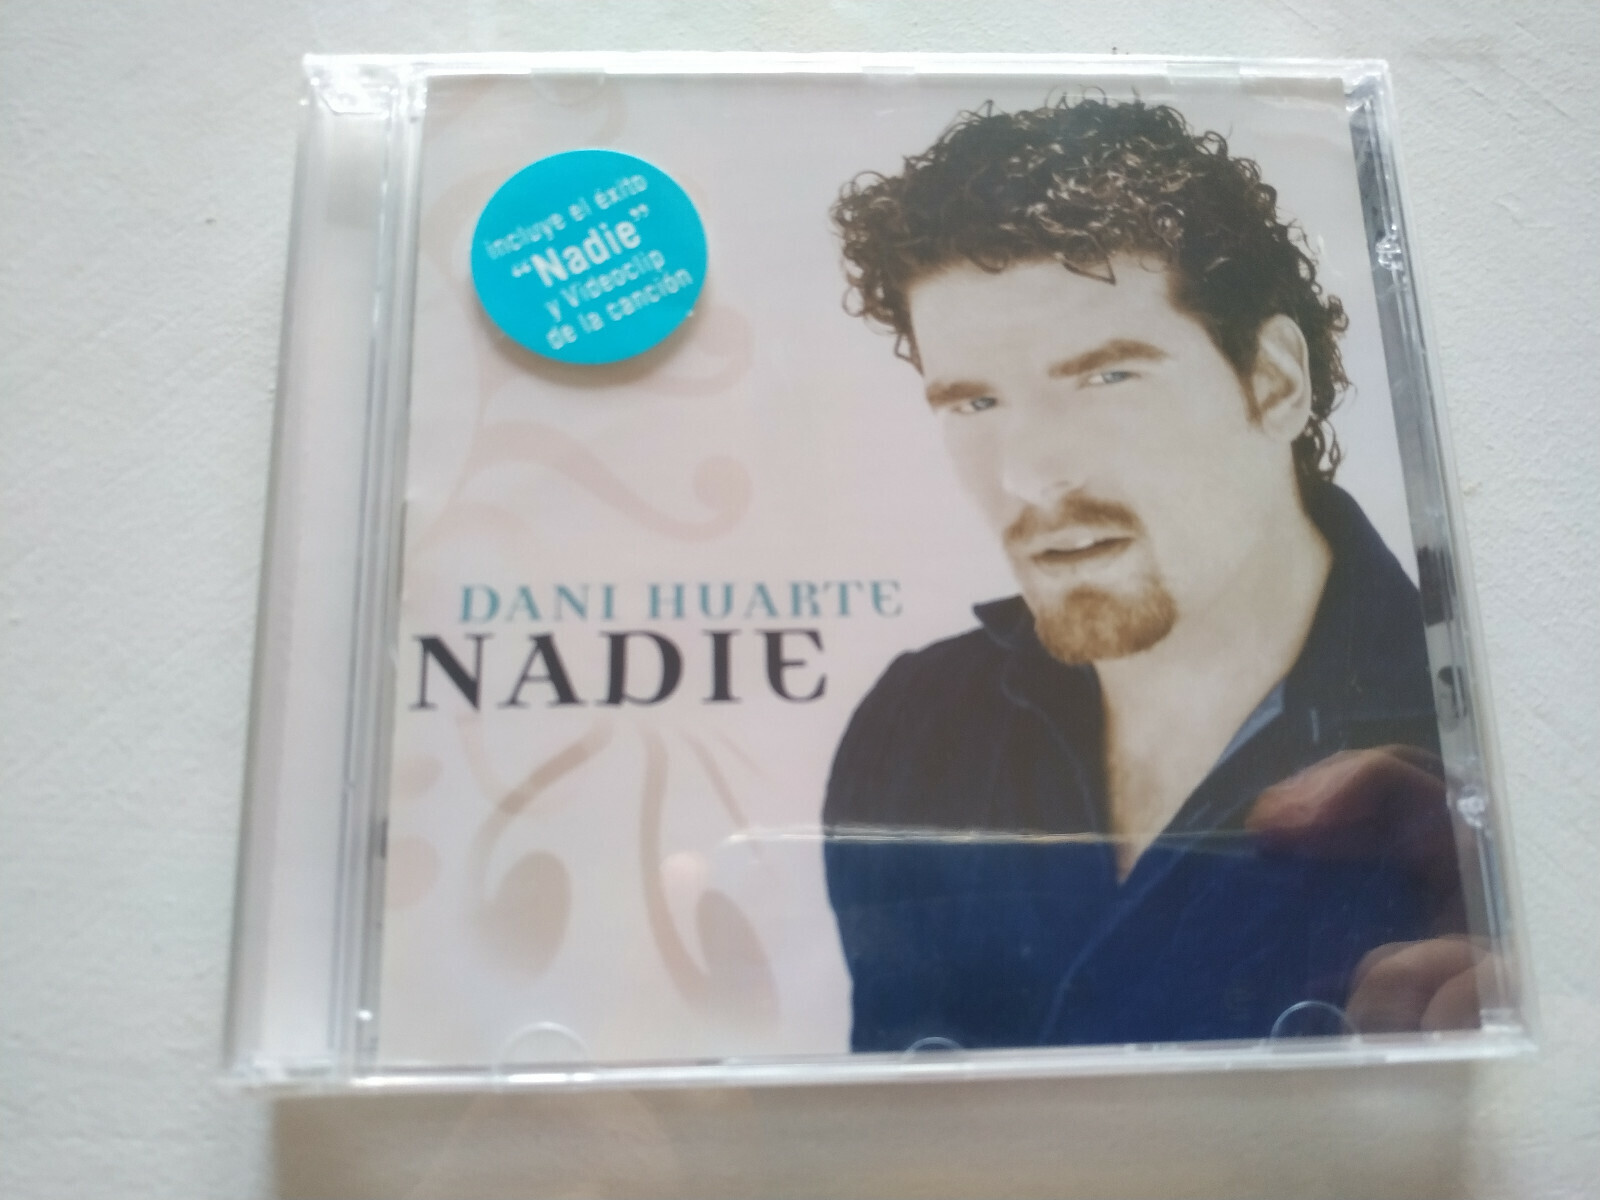 incluye el éxito
"Nadie"
y Videoclip
de la canción
DANI HUARTE
NADIE